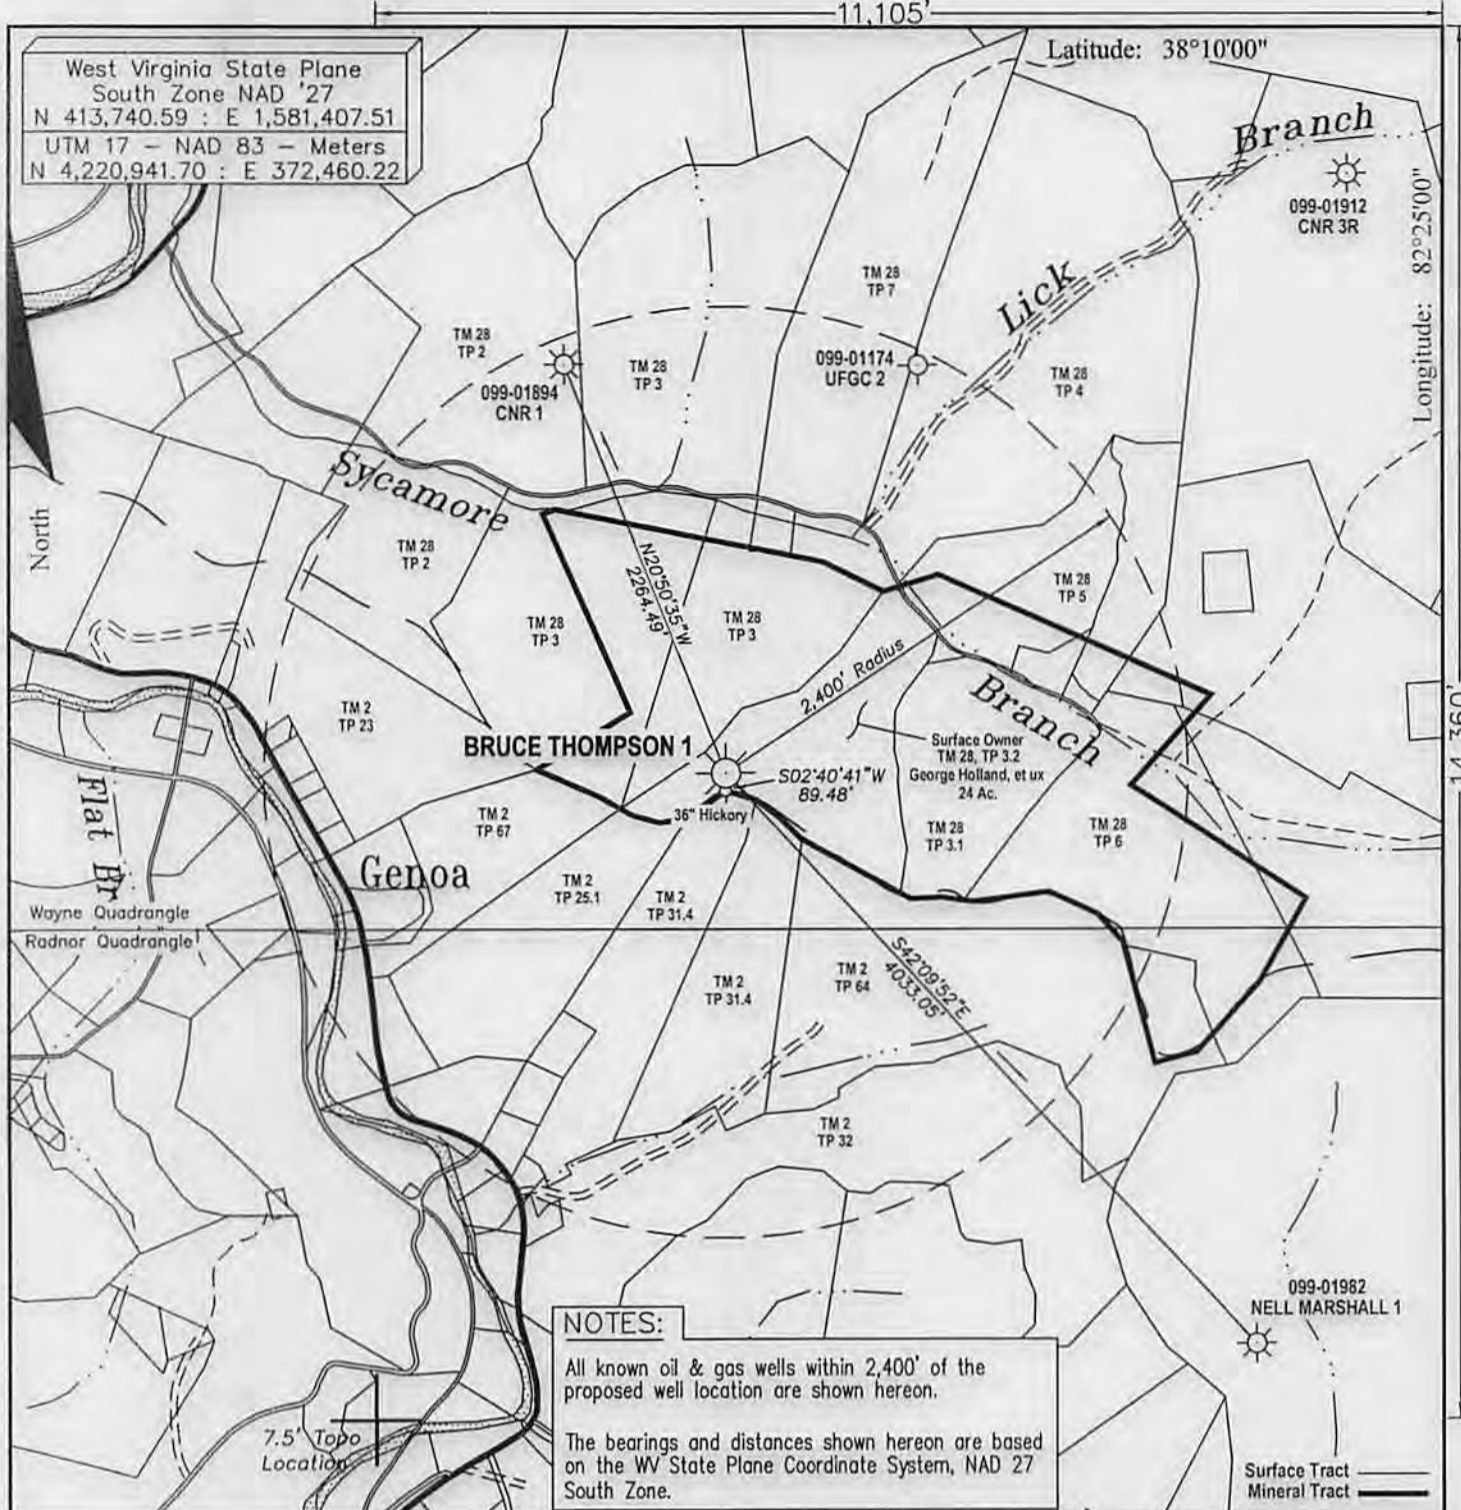 11,105'
West Virginia State Plane
South Zone NAD '27
N 413,740.59 : E 1,581,407.51
UTM 17 - NAD 83 - Meters
N 4,220,941.70 : E 372,460.22
Latitude: 38°10'00"
Branch
099-01912
CNR 3R
Longitude: 82°25'00"
Lick
TM 28
TP 7
TM 28
TP 2
099-01894
CNR 1
TM 28
TP 3
099-01174
UFGC 2
TM 28
TP 4
Sycamore
North
TM 28
TP 2
N20°50'35"W
2264.49'
TM 28
TP 5
TM 28
TP 3
TM 28
TP 3
2,400' Radius
Branch
14,360'
TM 2
TP 23
BRUCE THOMPSON 1
Surface Owner
TM 28, TP 3.2
George Holland, et ux
24 Ac.
S02°40'41"W
89.48'
36" Hickory
Flat Br
TM 2
TP 67
TM 28
TP 3.1
TM 28
TP 6
Genoa
TM 2
TP 25.1
TM 2
TP 31.4
Wayne Quadrangle
Radnor Quadrangle
TM 2
TP 31.4
TM 2
TP 64
S42°09'52"E
4033.05'
TM 2
TP 32
099-01982
NELL MARSHALL 1
NOTES:
All known oil & gas wells within 2,400' of the
proposed well location are shown hereon.
The bearings and distances shown hereon are based
on the WV State Plane Coordinate System, NAD 27
South Zone.
7.5' Topo
Location
Surface Tract
Mineral Tract